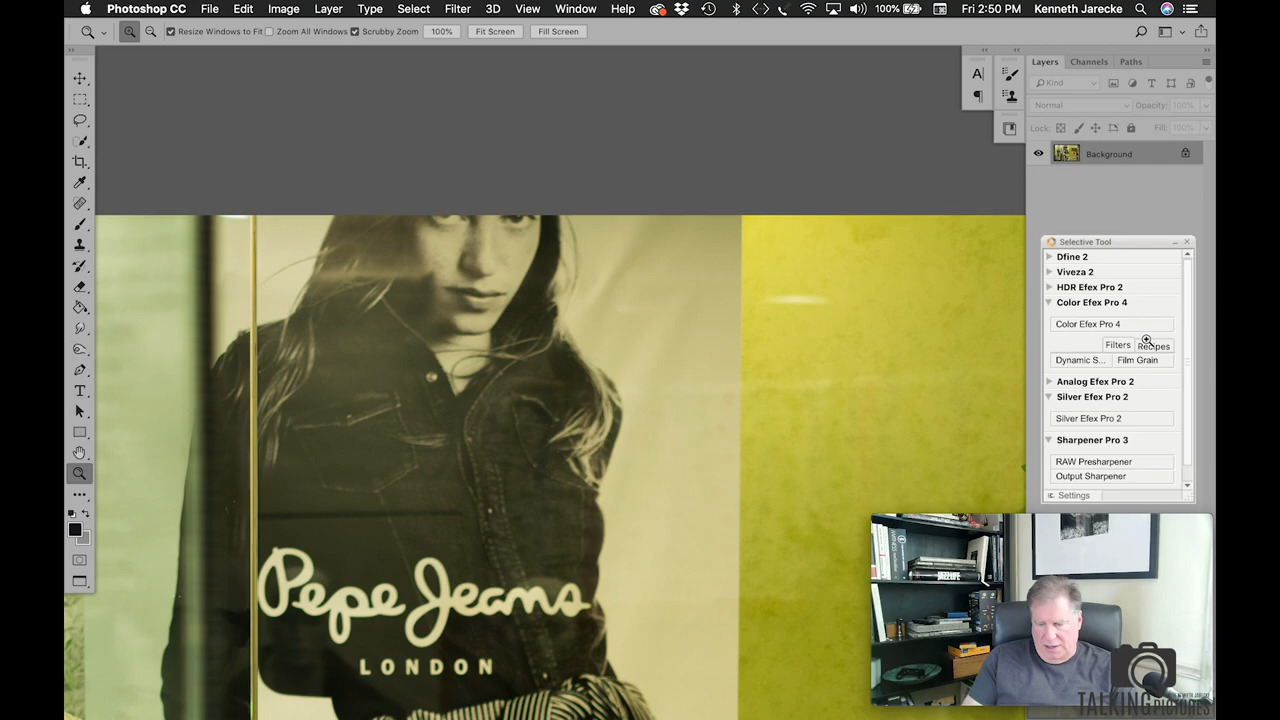 Photoshop CC File Edit Image Layer Type Select Filter 3D View Window Help 100% Fri 2:50 PM Kenneth Jarecke
Resize Windows to Fit Zoom All Windows Scrubby Zoom 100% Fit Screen Fill Screen
Layers Channels Paths
Kind
Normal Opacity: 100%
Lock: Fill: 100%
Background
Selective Tool
Dfine 2
Viveza 2
HDR Efex Pro 2
Color Efex Pro 4
Color Efex Pro 4
Filters Recipes
Dynamic S... Film Grain
Analog Efex Pro 2
Silver Efex Pro 2
Silver Efex Pro 2
Sharpener Pro 3
RAW Presharpener
Output Sharpener
Settings
Pepe Jeans
LONDON
TALKING PICTURES